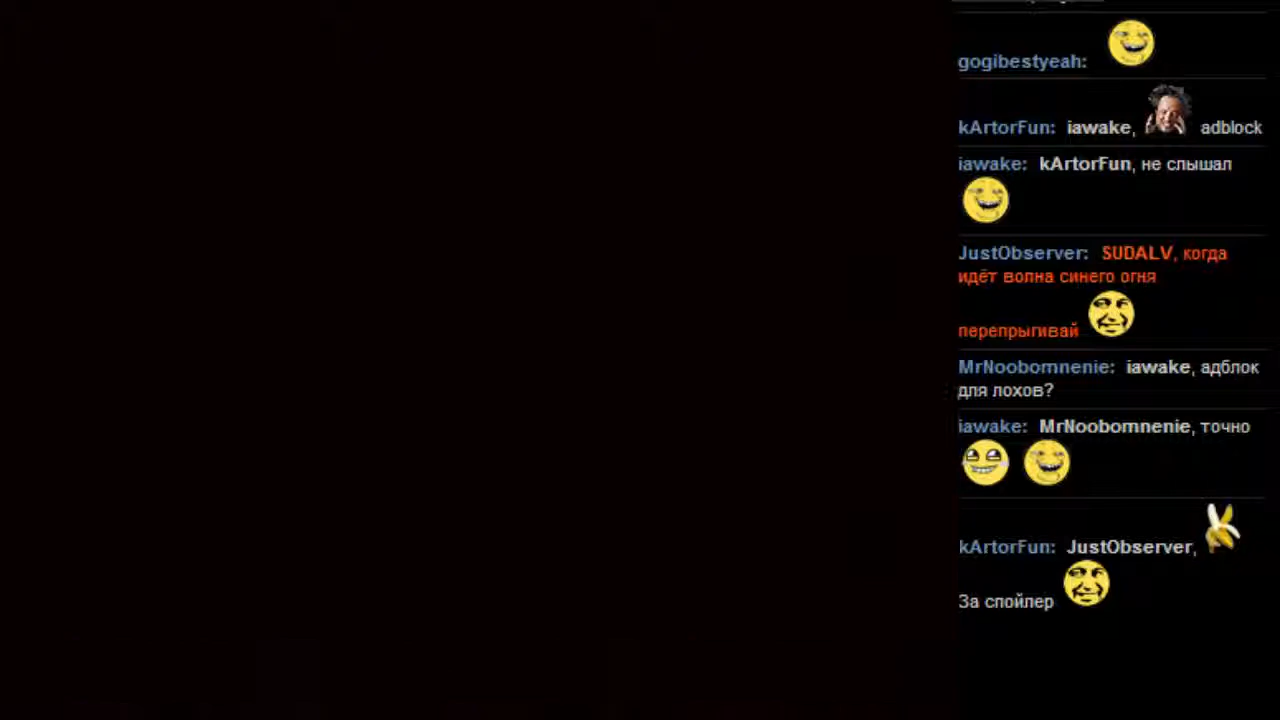 gogibestyeah:
kArtorFun: iawake, adblock
iawake: kArtorFun, не слышал
JustObserver: SUDALV, когда
идёт волна синего огня
перепрыгивай
MrNoobomnenie: iawake, адблок
для лохов?
iawake: MrNoobomnenie, точно
kArtorFun: JustObserver,
За спойлер